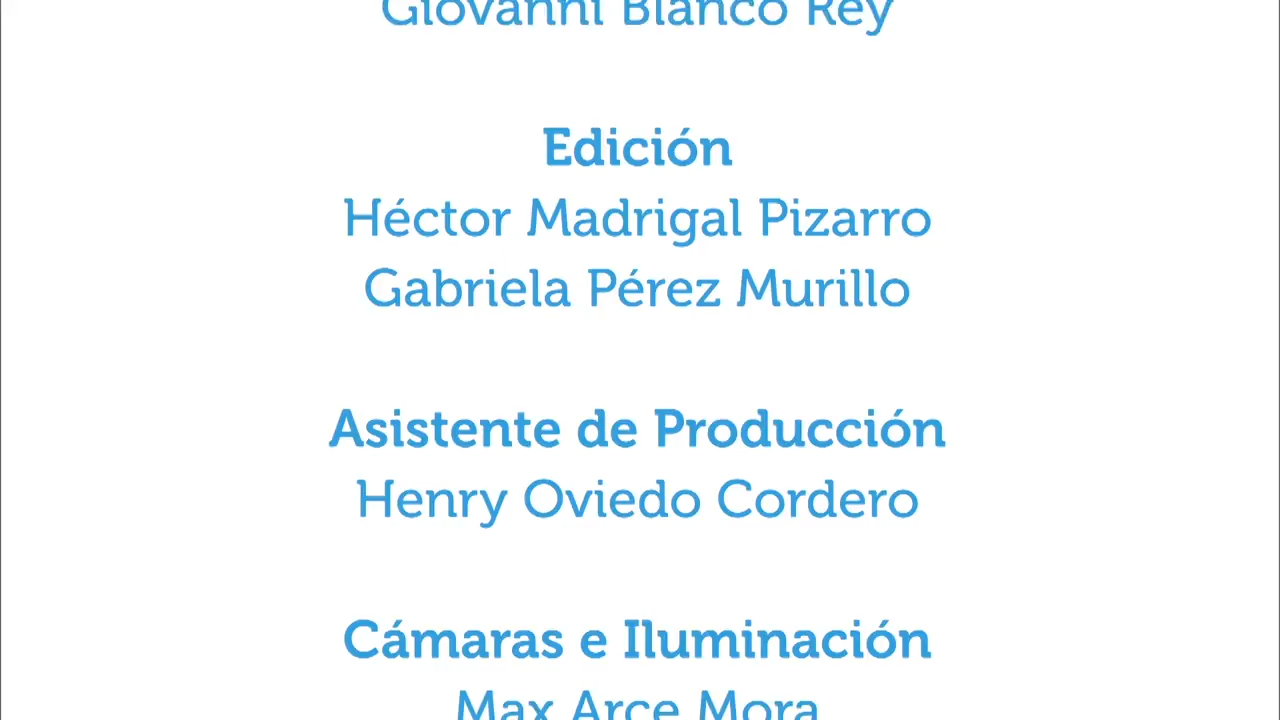 Giovanni Blanco Rey
Edición
Héctor Madrigal Pizarro
Gabriela Pérez Murillo
Asistente de Producción
Henry Oviedo Cordero
Cámaras e Iluminación
Max Arce Mora